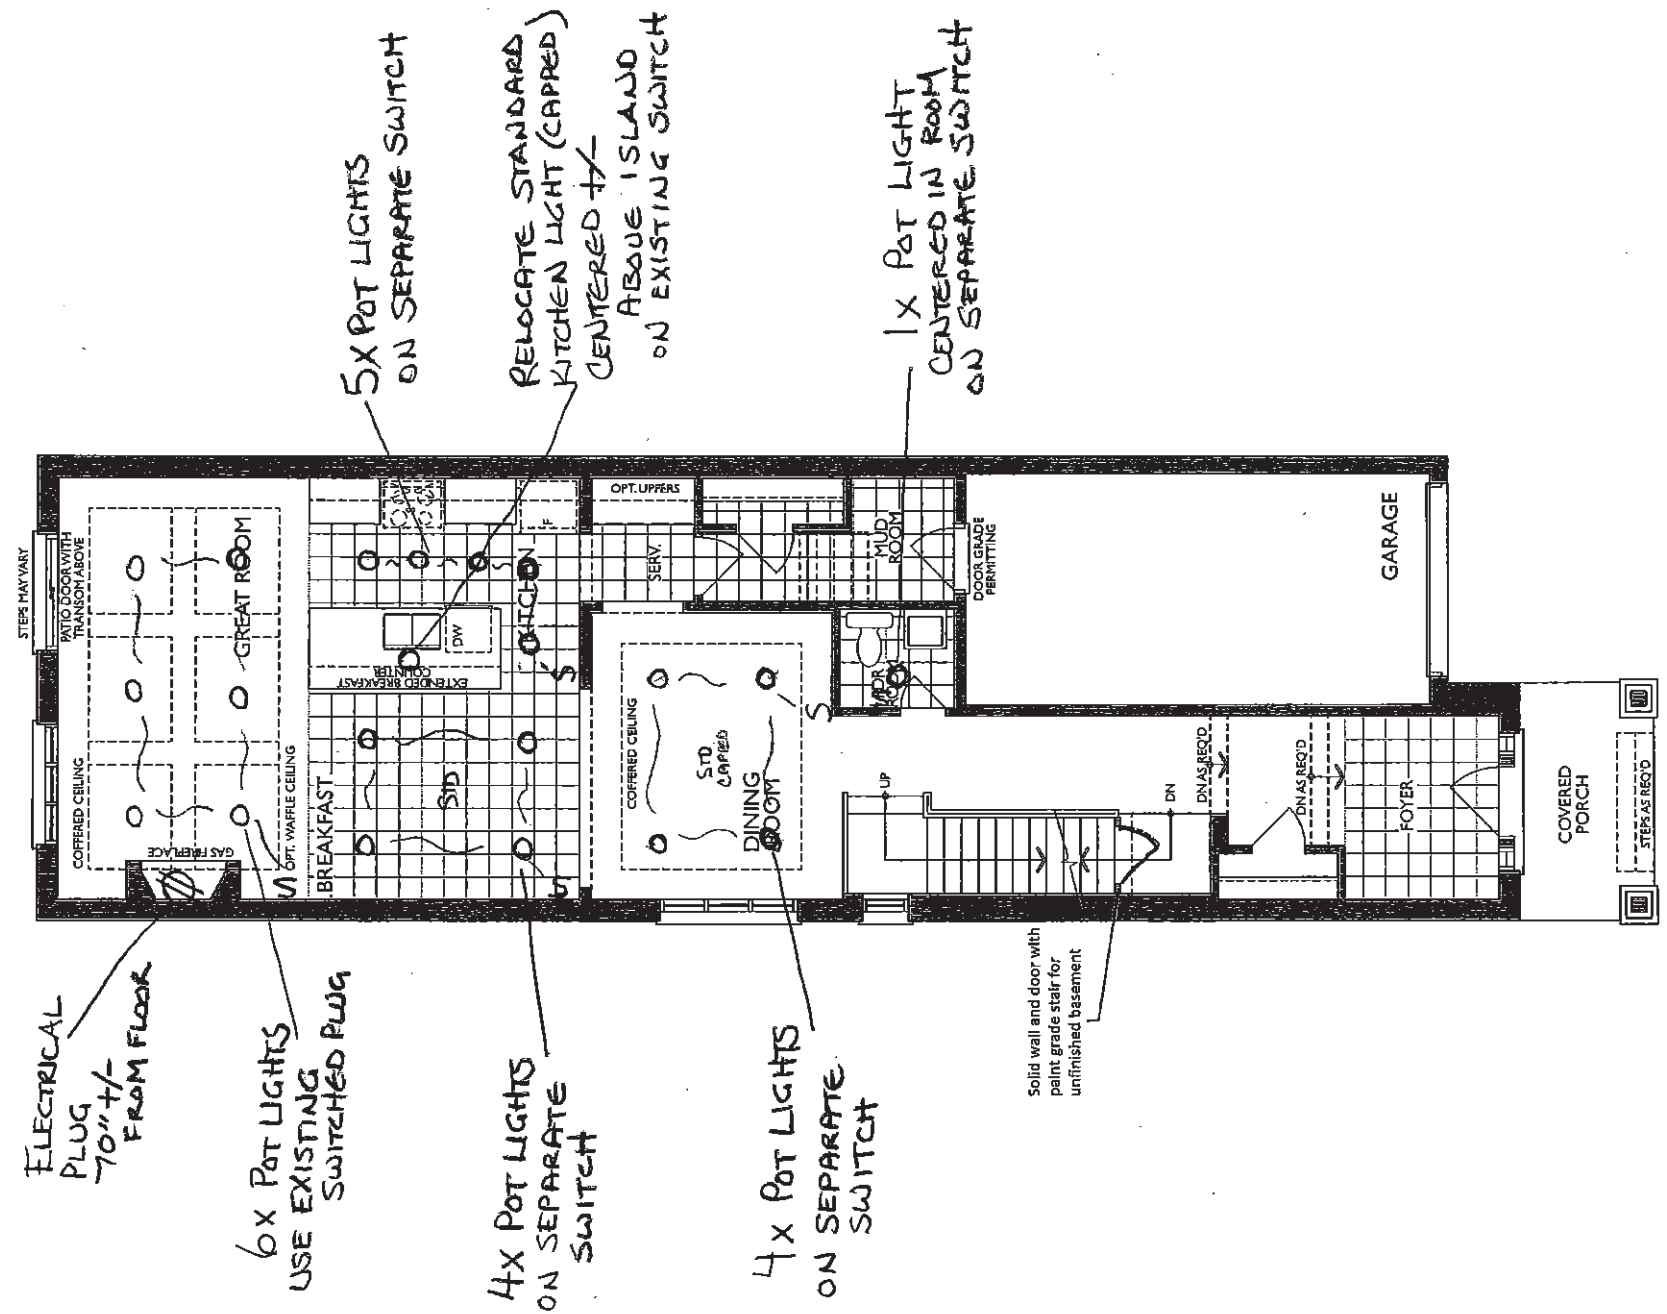 5X POT LIGHTS
ON SEPARATE SWITCH
RELOCATE STANDARD
KITCHEN LIGHT (CAPPED)
CENTERED +/-
ABOVE ISLAND
ON EXISTING SWITCH
1X POT LIGHT
CENTERED IN ROOM
ON SEPARATE SWITCH
STEPS MAY VARY
PATIO DOOR WITH
TRANSOM ABOVE
COFFERED CEILING
GREAT ROOM
GAS FIREPLACE
OPT. WAFFLE CEILING
S
BREAKFAST
STD
S
EXTENDED BREAKFAST
COUNTER
DW
KITCHEN
F
S
OPT. UPPERS
SERV.
COFFERED CEILING
STD
CAPPED
DINING
ROOM
S
MUD
ROOM
DOOR GRADE
PERMITTING
PDR
ROOM
GARAGE
UP
DN
DN AS REQ'D
DN AS REQ'D
FOYER
COVERED
PORCH
STEPS AS REQ'D
ELECTRICAL
PLUG
70" +/-
FROM FLOOR
6X POT LIGHTS
USE EXISTING
SWITCHED PLUG
4X POT LIGHTS
ON SEPARATE
SWITCH
4X POT LIGHTS
ON SEPARATE
SWITCH
Solid wall and door with
paint grade stair for
unfinished basement